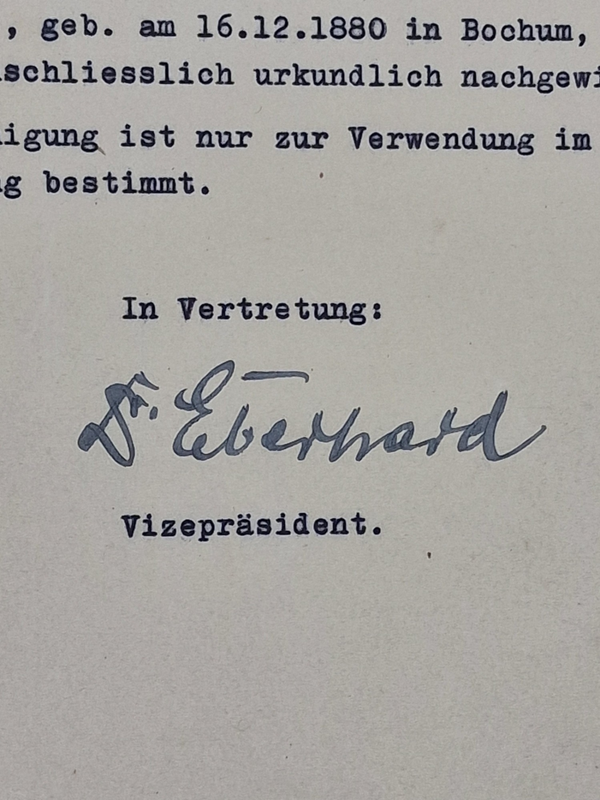 , geb. am 16.12.1880 in Bochum,
schliesslich urkundlich nachgewi
igung ist nur zur Verwendung im
g bestimmt.
In Vertretung:
Dr. Eberhard
Vizepräsident.